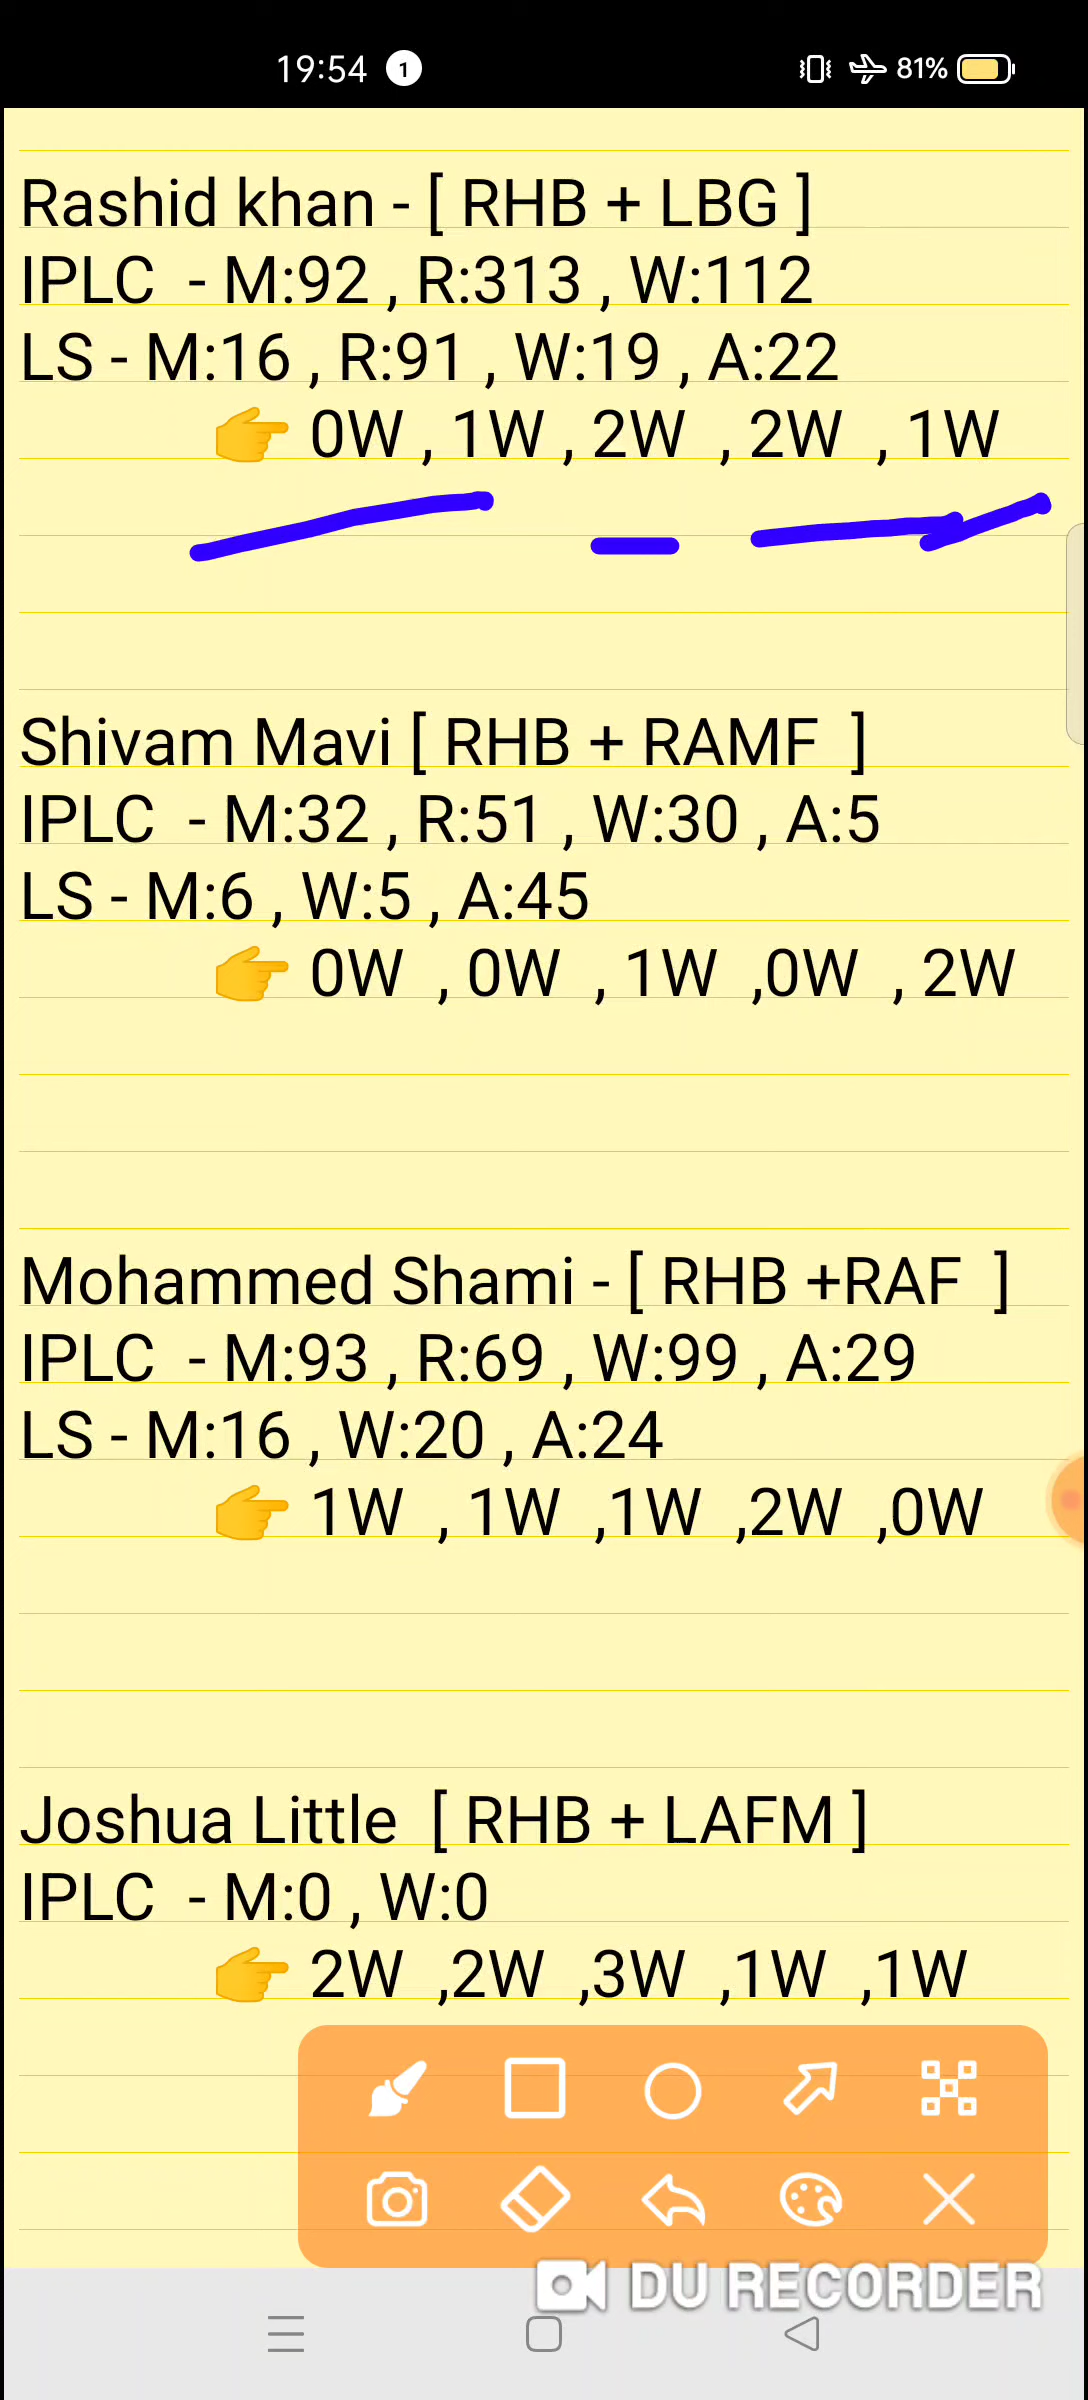 19:54 1 81%
Rashid khan - [ RHB + LBG ]
IPLC - M:92 , R:313 , W:112
LS - M:16 , R:91 , W:19 , A:22
👉 0W , 1W , 2W , 2W , 1W
Shivam Mavi [ RHB + RAMF ]
IPLC - M:32 , R:51 , W:30 , A:5
LS - M:6 , W:5 , A:45
👉 0W , 0W , 1W ,0W , 2W
Mohammed Shami - [ RHB +RAF ]
IPLC - M:93 , R:69 , W:99 , A:29
LS - M:16 , W:20 , A:24
👉 1W , 1W ,1W ,2W ,0W
Joshua Little [ RHB + LAFM ]
IPLC - M:0 , W:0
👉 2W ,2W ,3W ,1W ,1W
DU RECORDER